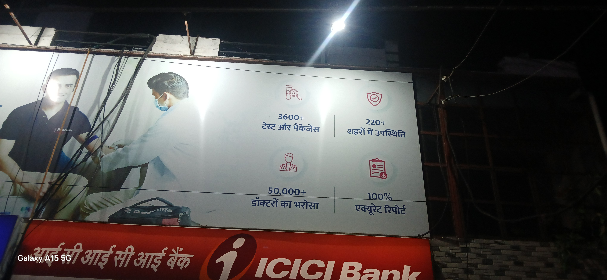 3600+
टेस्ट और पैकेजेस
220+
शहरों में उपस्थिति
50,000+
डॉक्टरों का भरोसा
100%
एक्युरेट रिपोर्ट
आई सी आई सी आई बैंक
ICICI Bank
Galaxy A15 5G